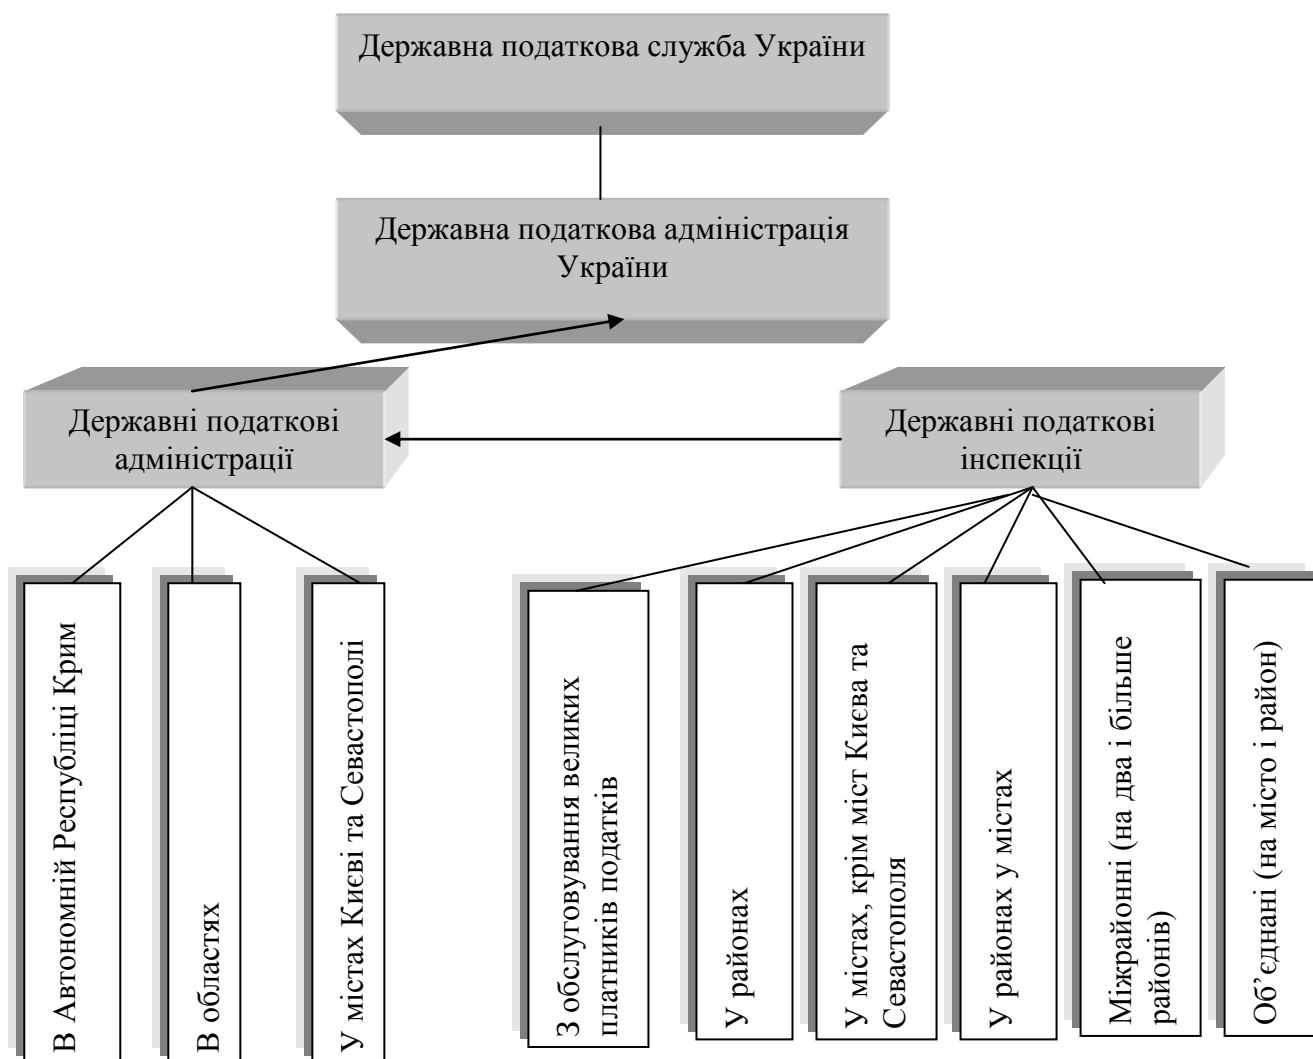 Державна податкова служба України
Державна податкова адміністрація
України
Державні податкові
адміністрації
Державні податкові
інспекції
В Автономній Республіці Крим
В областях
У містах Києві та Севастополі
З обслуговування великих
платників податків
У районах
У містах, крім міст Києва та
Севастополя
У районах у містах
Міжрайонні (на два і більше
районів)
Об’єднані (на місто і район)